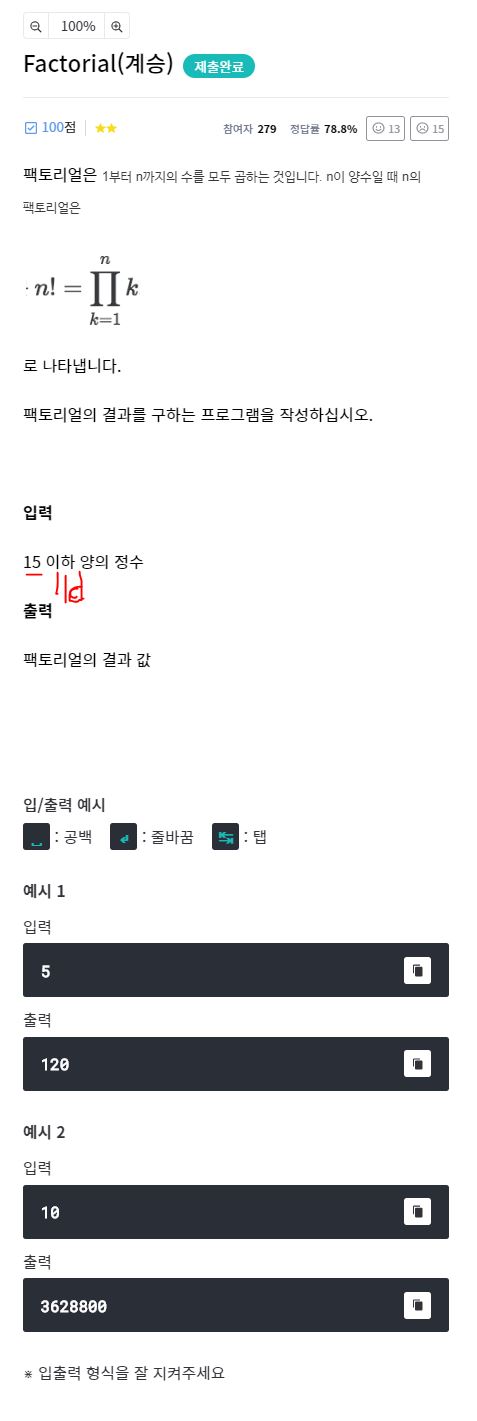 100%
Factorial(계승) 제출완료
100점 참여자 279 정답률 78.8% 13 15
팩토리얼은 1부터 n까지의 수를 모두 곱하는 것입니다. n이 양수일 때 n의
팩토리얼은
n! = ∏_{k=1}^{n} k
로 나타냅니다.
팩토리얼의 결과를 구하는 프로그램을 작성하십시오.
입력
15 이하 양의 정수
lld
출력
팩토리얼의 결과 값
입/출력 예시
: 공백 : 줄바꿈 : 탭
예시 1
입력
5
출력
120
예시 2
입력
10
출력
3628800
※ 입출력 형식을 잘 지켜주세요